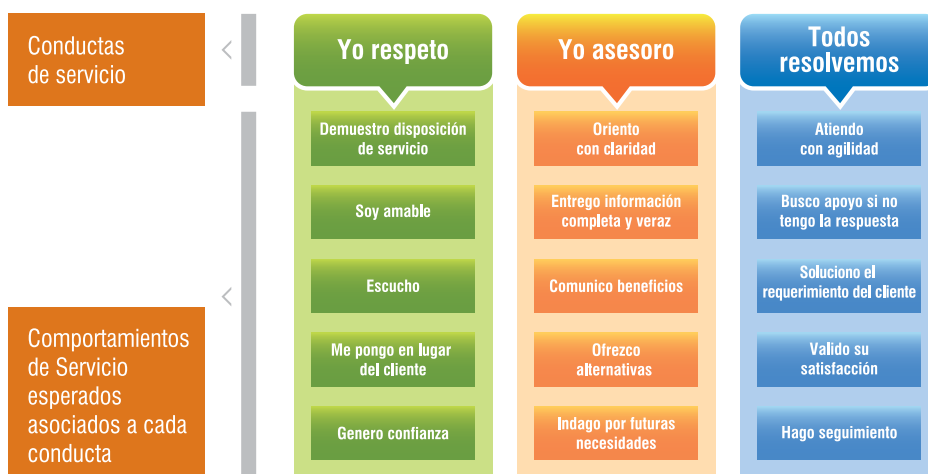 Conductas
de servicio
Yo respeto
Yo asesoro
Todos
resolvemos
Demuestro disposición
de servicio
Oriento
con claridad
Atiendo
con agilidad
Soy amable
Entrego información
completa y veraz
Busco apoyo si no
tengo la respuesta
Escucho
Comunico beneficios
Soluciono el
requerimiento del cliente
Comportamientos
de Servicio
esperados
asociados a cada
conducta
Me pongo en lugar
del cliente
Ofrezco
alternativas
Valido su
satisfacción
Genero confianza
Indago por futuras
necesidades
Hago seguimiento